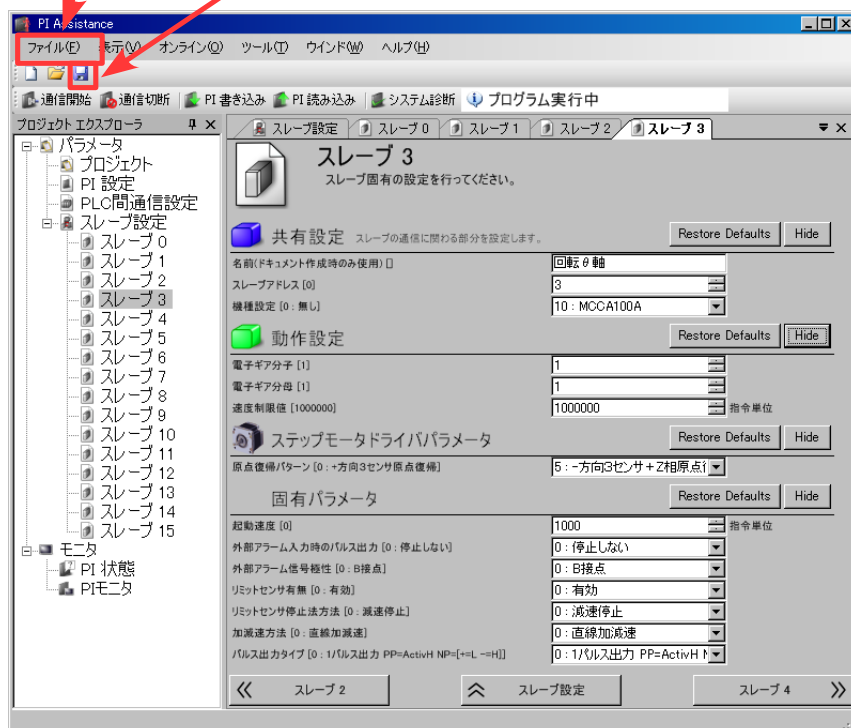 PI Assistance
ファイル(F) 表示(V) オンライン(O) ツール(T) ウインドウ(W) ヘルプ(H)
通信開始 通信切断 PI 書き込み PI 読み込み システム診断 プログラム実行中
プロジェクト エクスプローラ
パラメータ
プロジェクト
PI 設定
PLC間通信設定
スレーブ設定
スレーブ 0
スレーブ 1
スレーブ 2
スレーブ 3
スレーブ 4
スレーブ 5
スレーブ 6
スレーブ 7
スレーブ 8
スレーブ 9
スレーブ 10
スレーブ 11
スレーブ 12
スレーブ 13
スレーブ 14
スレーブ 15
モニタ
PI 状態
PIモニタ
スレーブ設定 スレーブ 0 スレーブ 1 スレーブ 2 スレーブ 3
スレーブ 3
スレーブ固有の設定を行ってください。
共有設定 スレーブの通信に関わる部分を設定します。 Restore Defaults Hide
名前(ドキュメント作成時のみ使用) [] 回転θ軸
スレーブアドレス [0] 3
機種設定 [0 : 無し] 10 : MCCA100A
動作設定 Restore Defaults Hide
電子ギア分子 [1] 1
電子ギア分母 [1] 1
速度制限値 [1000000] 1000000 指令単位
ステップモータドライバパラメータ Restore Defaults Hide
原点復帰パターン [0 : +方向3センサ原点復帰] 5 : -方向3センサ+Z相原点
固有パラメータ Restore Defaults Hide
起動速度 [0] 1000 指令単位
外部アラーム入力時のパルス出力 [0 : 停止しない] 0 : 停止しない
外部アラーム信号極性 [0 : B接点] 0 : B接点
リミットセンサ有無 [0 : 有効] 0 : 有効
リミットセンサ停止法方法 [0 : 減速停止] 0 : 減速停止
加減速方法 [0 : 直線加減速] 0 : 直線加減速
パルス出力タイプ [0 : 1パルス出力 PP=ActivH NP=[+=L -=H]] 0 : 1パルス出力 PP=ActivH
スレーブ 2 スレーブ設定 スレーブ 4